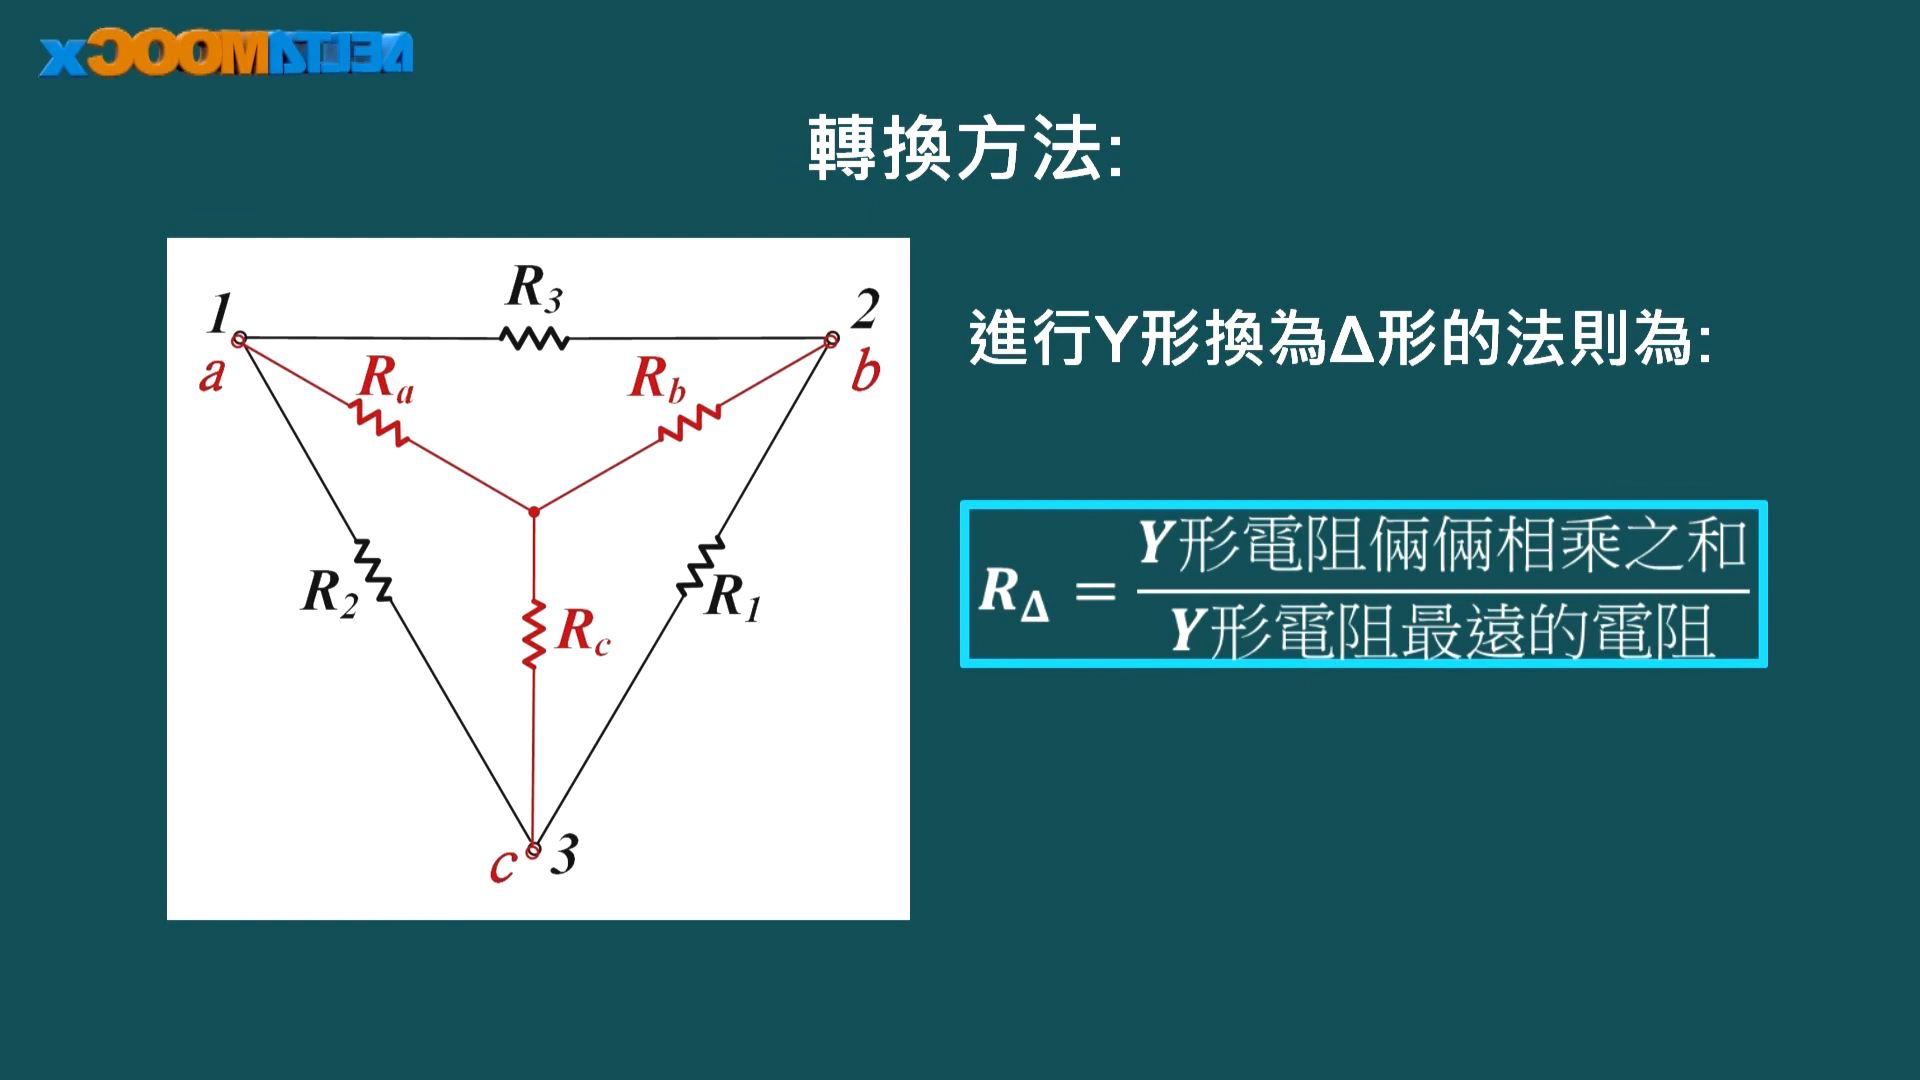 DELTAMOOCx
轉換方法:
1
R3
2
a
Ra
Rb
b
R2
R1
Rc
c
3
進行Y形換為Δ形的法則為:
RΔ = Y形電阻倆倆相乘之和
Y形電阻最遠的電阻